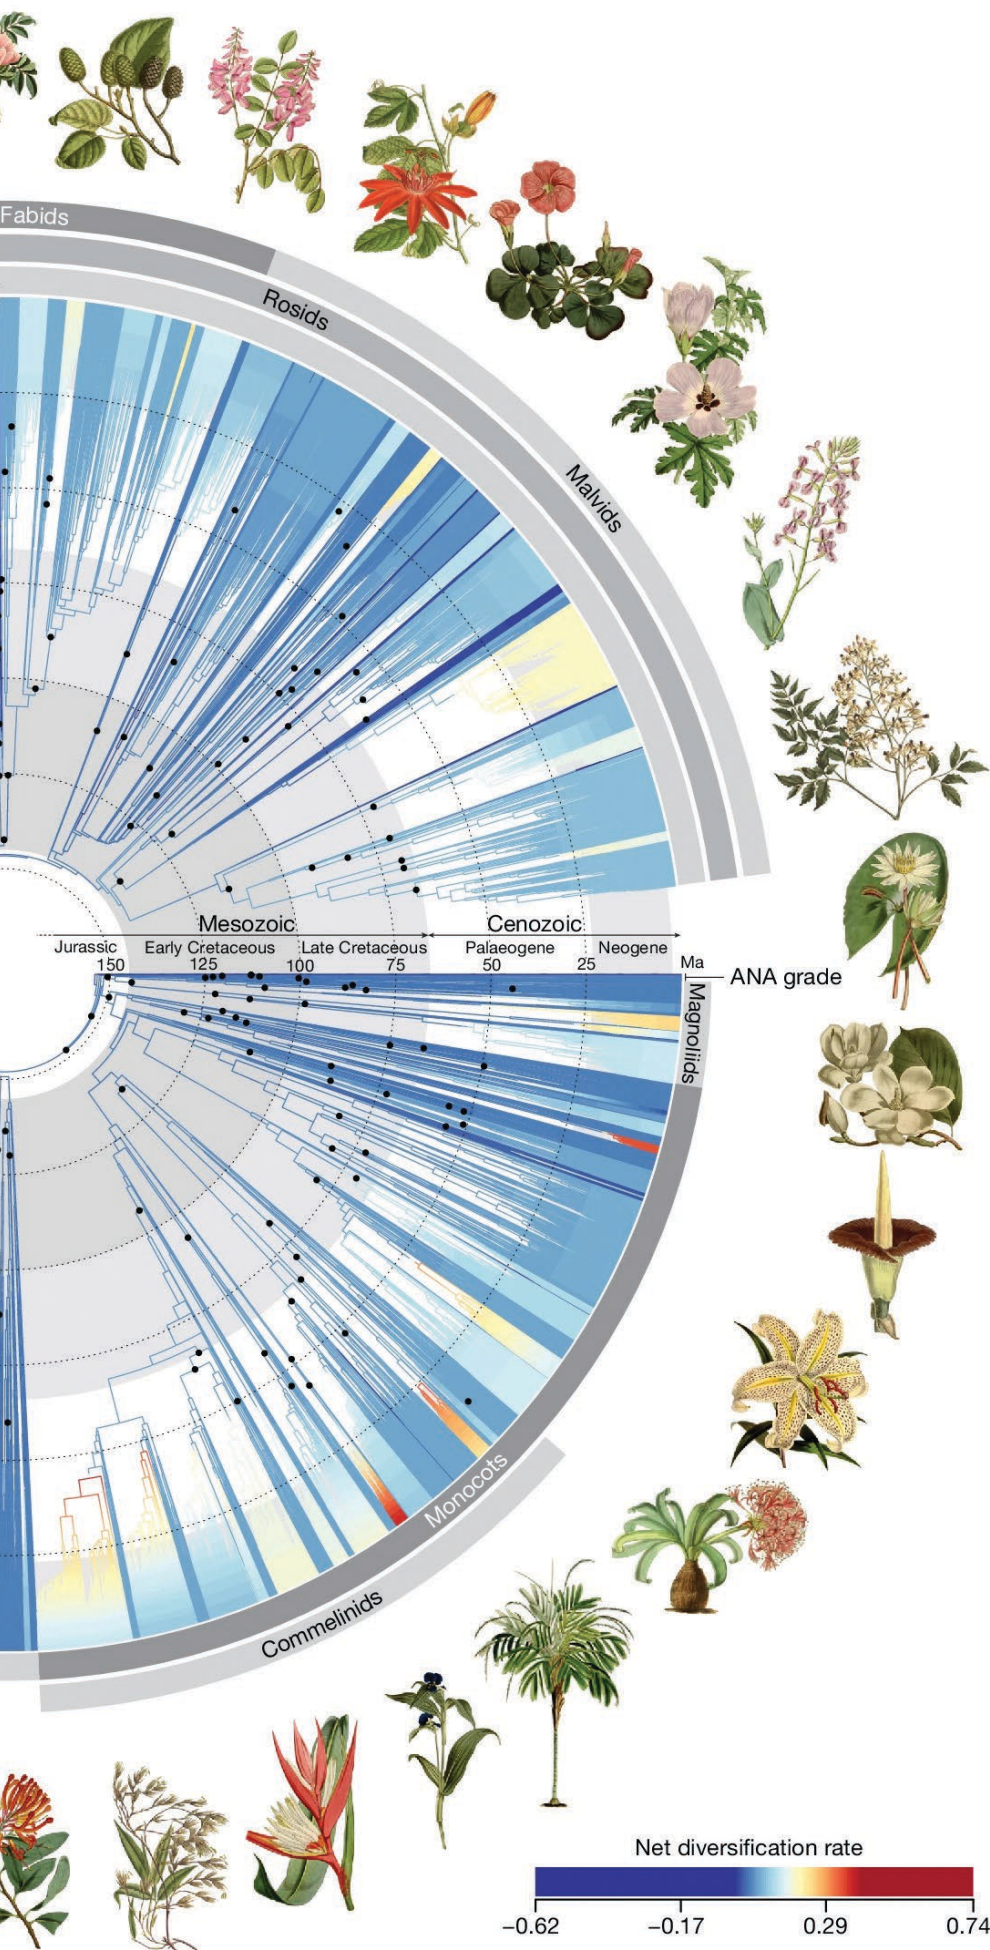 Fabids
Rosids
Malvids
Mesozoic
Cenozoic
Jurassic
Early Cretaceous
Late Cretaceous
Palaeogene
Neogene
150
125
100
75
50
25
Ma
ANA grade
Magnoliids
Monocots
Commelinids
Net diversification rate
−0.62
−0.17
0.29
0.74